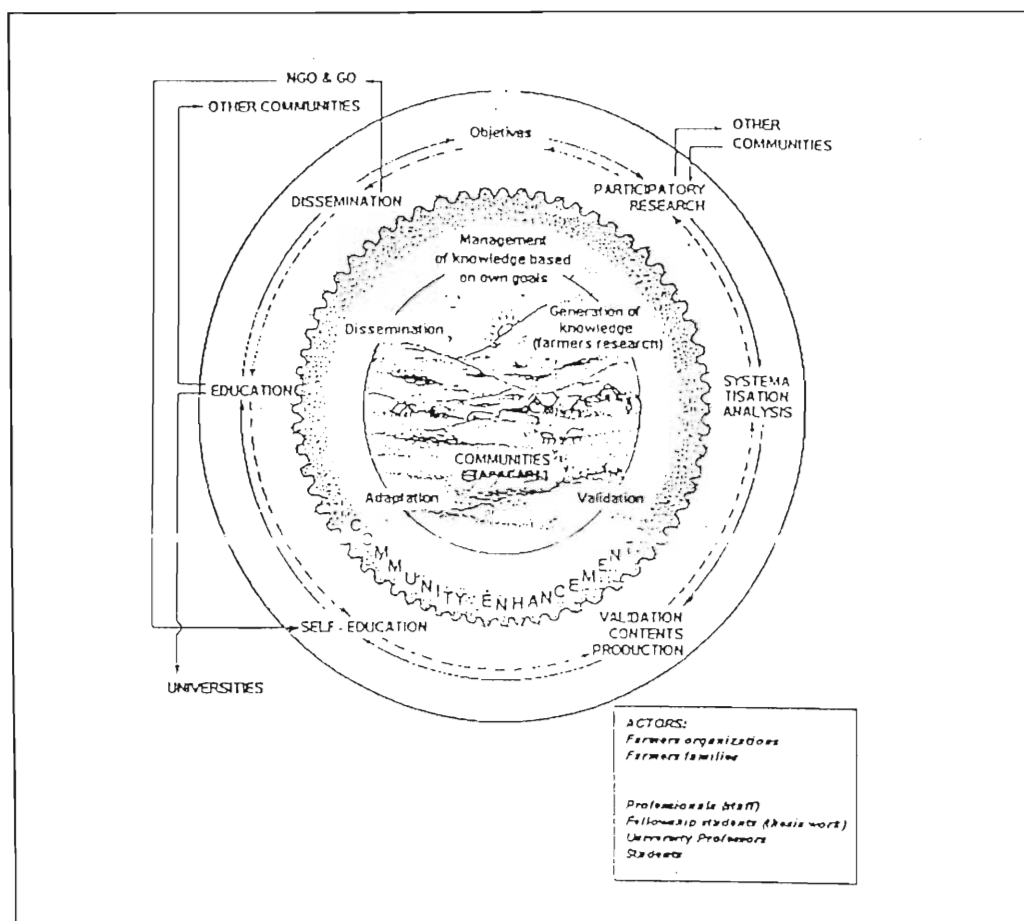 NGO & GO
OTHER COMMUNITIES
Objetives
OTHER
COMMUNITIES
DISSEMINATION
PARTICIPATORY
RESEARCH
Management
of knowledge based
on own goals
Dissemination
Generation of
knowledge
(farmers research)
EDUCATION
SYSTEMA
TISATION
ANALYSIS
COMMUNITIES
Adaptation
Validation
COMMUNITY ENHANCEMENT
SELF - EDUCATION
VALIDATION
CONTENTS
PRODUCTION
UNIVERSITIES
ACTORS:
Farmers organizations
Farmers families
Professionals (staff)
Fellowship students (thesis work)
University Professors
Students